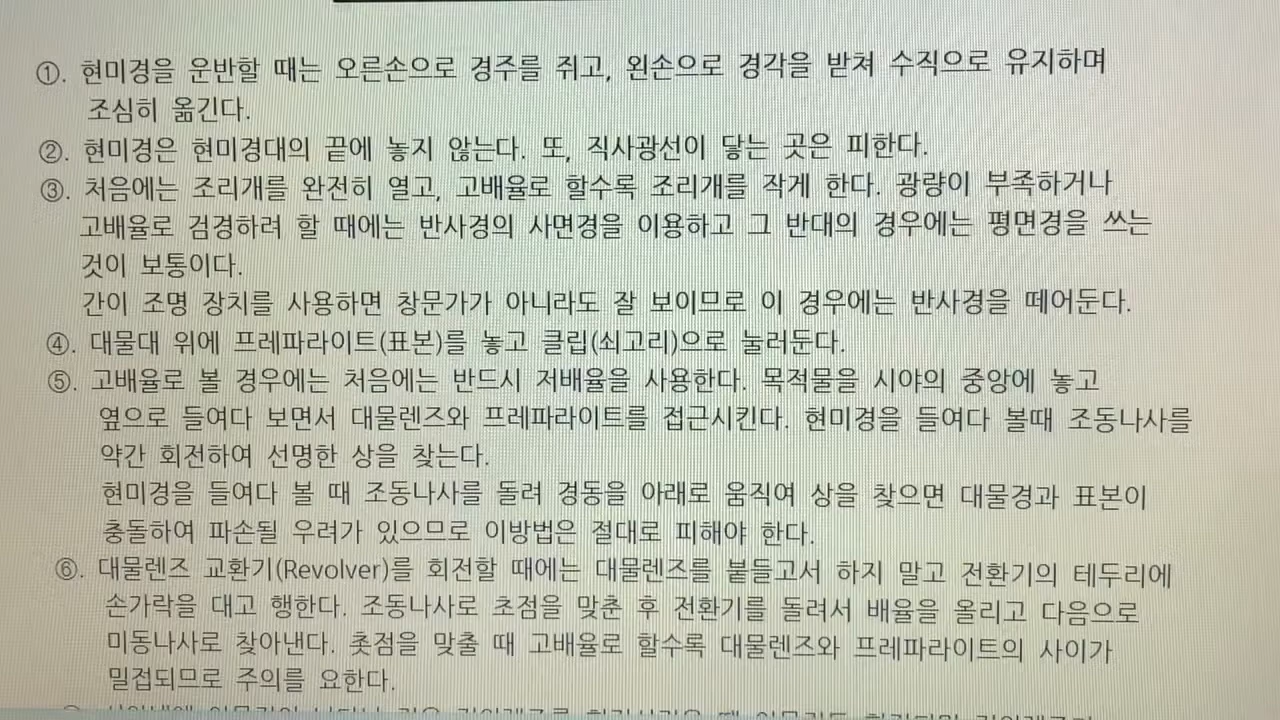 ①. 현미경을 운반할 때는 오른손으로 경주를 쥐고, 왼손으로 경각을 받쳐 수직으로 유지하며
조심히 옮긴다.
②. 현미경은 현미경대의 끝에 놓지 않는다. 또, 직사광선이 닿는 곳은 피한다.
③. 처음에는 조리개를 완전히 열고, 고배율로 할수록 조리개를 작게 한다. 광량이 부족하거나
고배율로 검경하려 할 때에는 반사경의 사면경을 이용하고 그 반대의 경우에는 평면경을 쓰는
것이 보통이다.
간이 조명 장치를 사용하면 창문가가 아니라도 잘 보이므로 이 경우에는 반사경을 떼어둔다.
④. 대물대 위에 프레파라이트(표본)를 놓고 클립(쇠고리)으로 눌러둔다.
⑤. 고배율로 볼 경우에는 처음에는 반드시 저배율을 사용한다. 목적물을 시야의 중앙에 놓고
옆으로 들여다 보면서 대물렌즈와 프레파라이트를 접근시킨다. 현미경을 들여다 볼때 조동나사를
약간 회전하여 선명한 상을 찾는다.
현미경을 들여다 볼 때 조동나사를 돌려 경동을 아래로 움직여 상을 찾으면 대물경과 표본이
충돌하여 파손될 우려가 있으므로 이방법은 절대로 피해야 한다.
⑥. 대물렌즈 교환기(Revolver)를 회전할 때에는 대물렌즈를 붙들고서 하지 말고 전환기의 테두리에
손가락을 대고 행한다. 조동나사로 초점을 맞춘 후 전환기를 돌려서 배율을 올리고 다음으로
미동나사로 찾아낸다. 촛점을 맞출 때 고배율로 할수록 대물렌즈와 프레파라이트의 사이가
밀접되므로 주의를 요한다.